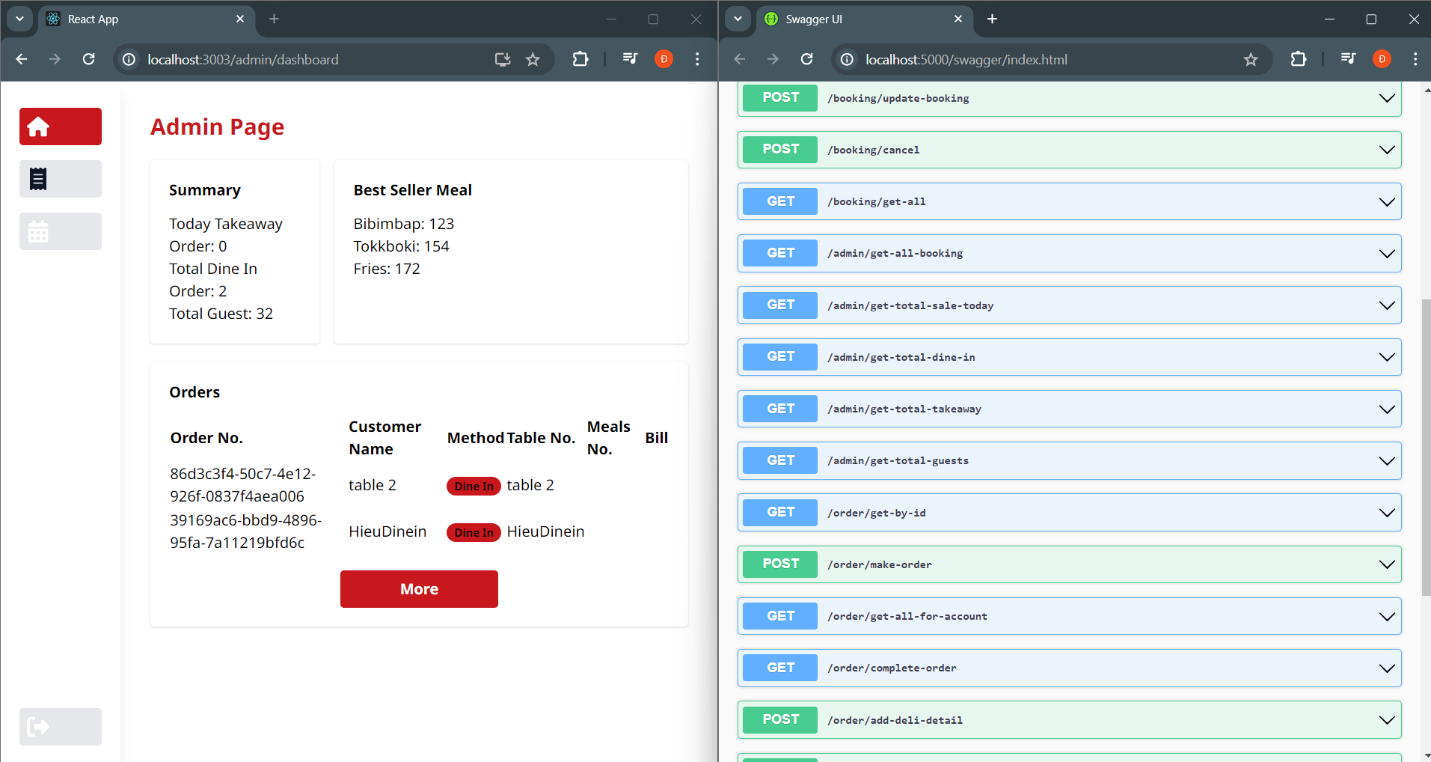 React App
localhost:3003/admin/dashboard
Đ
Admin Page
Summary
Today Takeaway
Order: 0
Total Dine In
Order: 2
Total Guest: 32
Best Seller Meal
Bibimbap: 123
Tokkboki: 154
Fries: 172
Orders
Order No. Customer Name Method Table No. Meals No. Bill
86d3c3f4-50c7-4e12-
926f-0837f4aea006
table 2 Dine In table 2
39169ac6-bbd9-4896-
95fa-7a11219bfd6c
HieuDinein Dine In HieuDinein
More
Swagger UI
localhost:5000/swagger/index.html
Đ
POST /booking/update-booking
POST /booking/cancel
GET /booking/get-all
GET /admin/get-all-booking
GET /admin/get-total-sale-today
GET /admin/get-total-dine-in
GET /admin/get-total-takeaway
GET /admin/get-total-guests
GET /order/get-by-id
POST /order/make-order
GET /order/get-all-for-account
GET /order/complete-order
POST /order/add-deli-detail